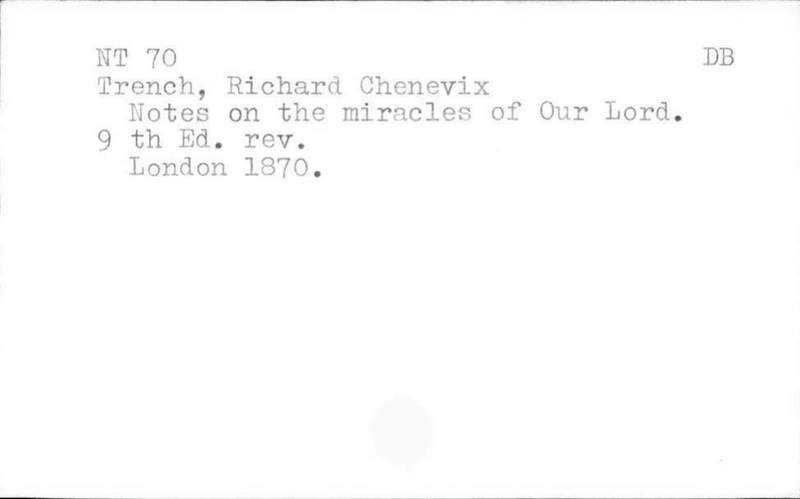 NT 70 DB
Trench, Richard Chenevix
Notes on the miracles of Our Lord.
9 th Ed. rev.
London 1870.